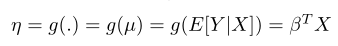 η = g(.) = g(μ) = g(E[Y|X]) = β^T X